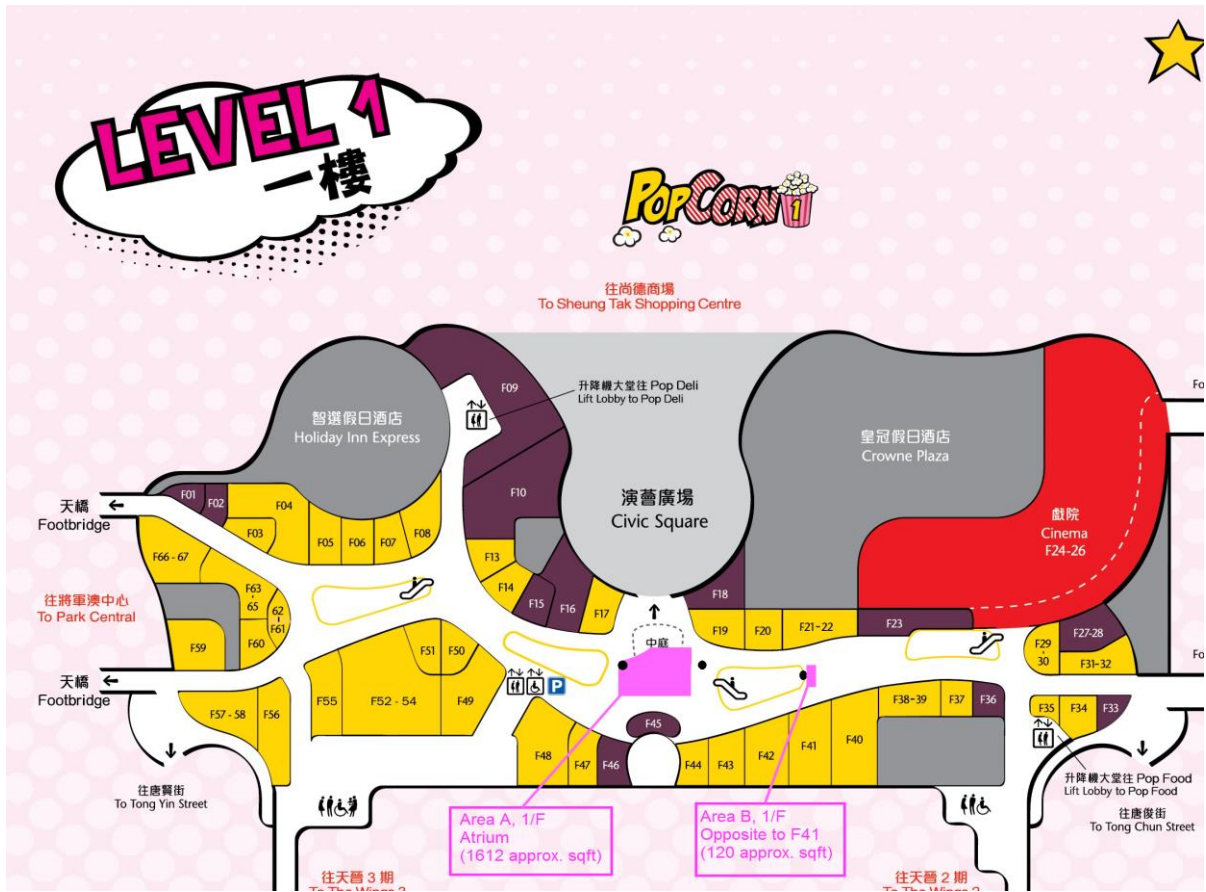 LEVEL 1
一樓
POPCORN 1
往尚德商場
To Sheung Tak Shopping Centre
升降機大堂往 Pop Deli
Lift Lobby to Pop Deli
智選假日酒店
Holiday Inn Express
皇冠假日酒店
Crowne Plaza
演薈廣場
Civic Square
戲院
Cinema
F24-26
天橋
Footbridge
F01
F02
F03
F04
F05
F06
F07
F08
F09
F10
F13
F14
F15
F16
F17
F18
F19
F20
F21-22
F23
F27-28
F29
-
30
F31-32
中庭
往將軍澳中心
To Park Central
F66 - 67
F63
-
65
62
-
F61
F60
F59
天橋
Footbridge
F57 - 58
F56
F55
F52 - 54
F51
F50
F49
P
F48
F47
F46
F45
F44
F43
F42
F41
F40
F38-39
F37
F36
F35
F34
F33
往唐賢街
To Tong Yin Street
升降機大堂往 Pop Food
Lift Lobby to Pop Food
往唐俊街
To Tong Chun Street
Area A, 1/F
Atrium
(1612 approx. sqft)
Area B, 1/F
Opposite to F41
(120 approx. sqft)
往天晉 3 期
To The Wings 3
往天晉 2 期
To The Wings 2